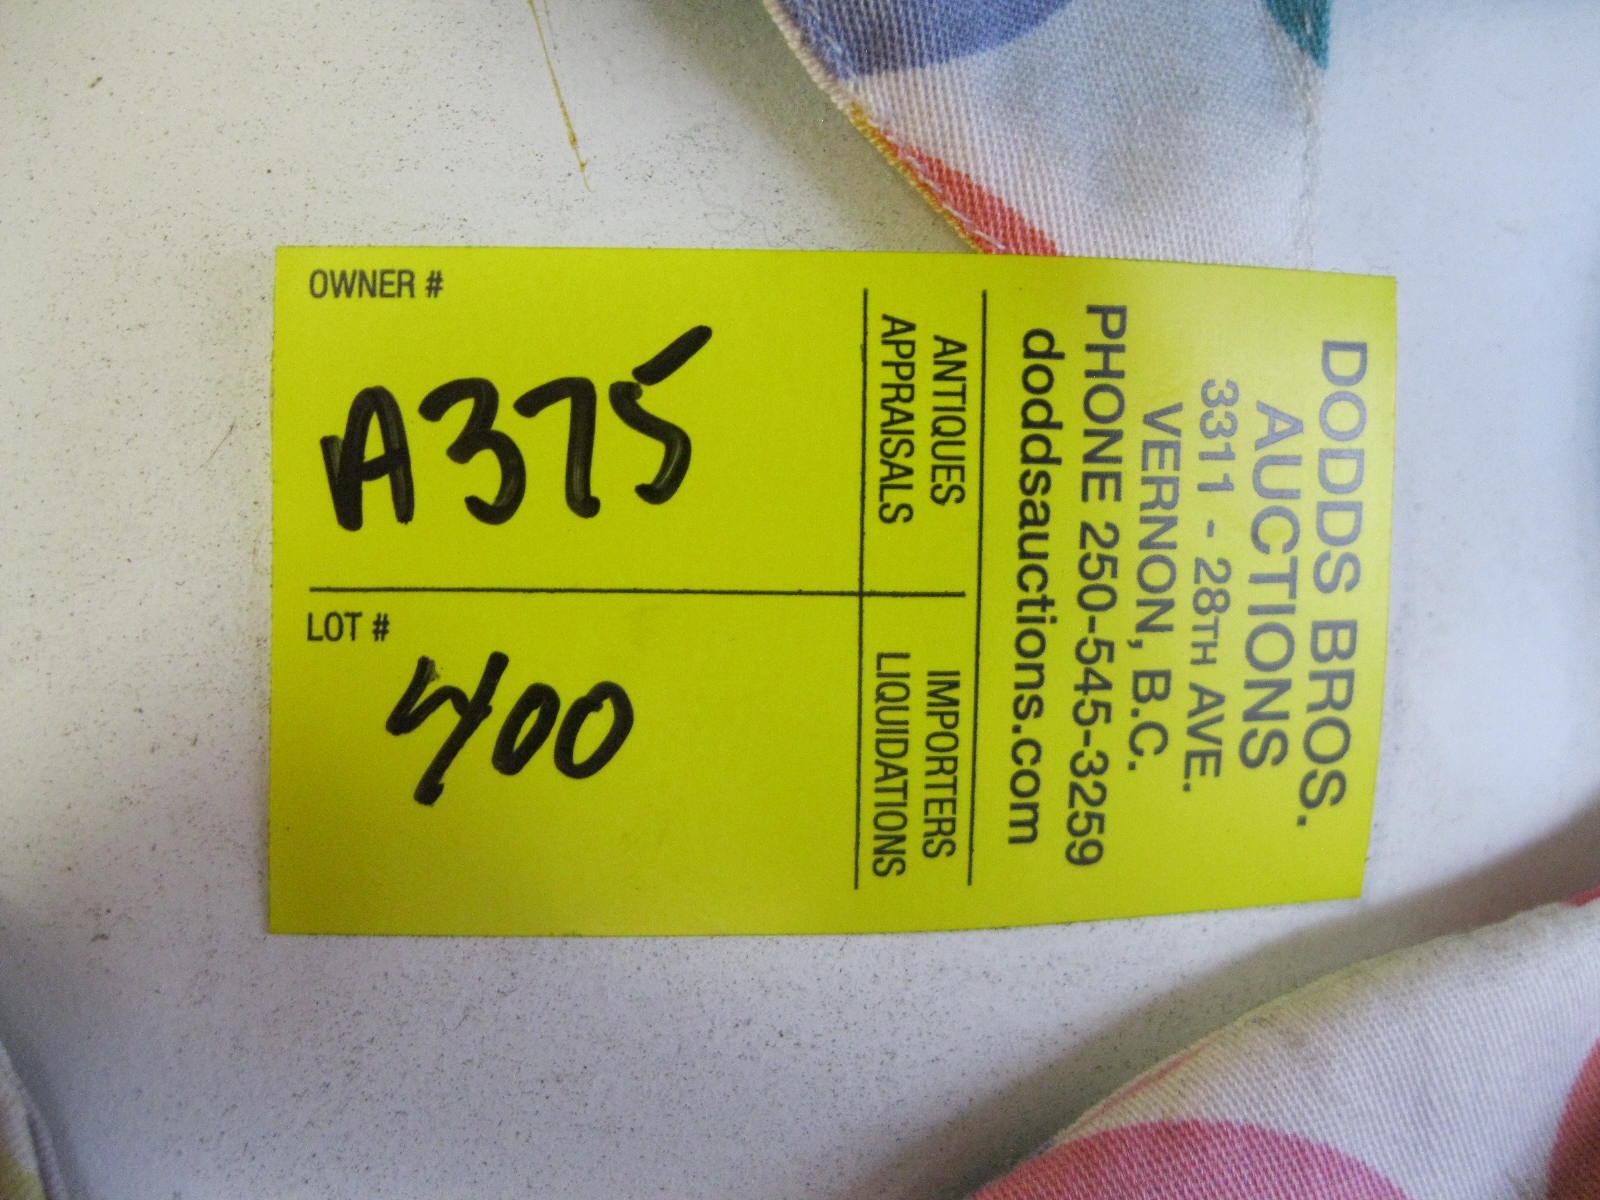 DODDS BROS.
AUCTIONS
3311 - 28TH AVE.
VERNON, B.C.
PHONE 250-545-3259
doddsauctions.com
ANTIQUES
APPRAISALS
IMPORTERS
LIQUIDATIONS
OWNER #
A375
LOT #
400